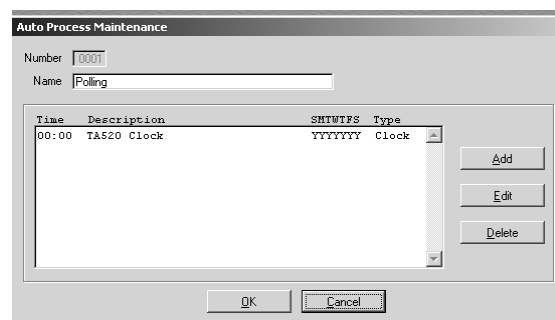 Auto Process Maintenance
Number 0001
Name Polling
Time Description SMTWTFS Type
00:00 TA520 Clock YYYYYYY Clock
Add
Edit
Delete
OK Cancel